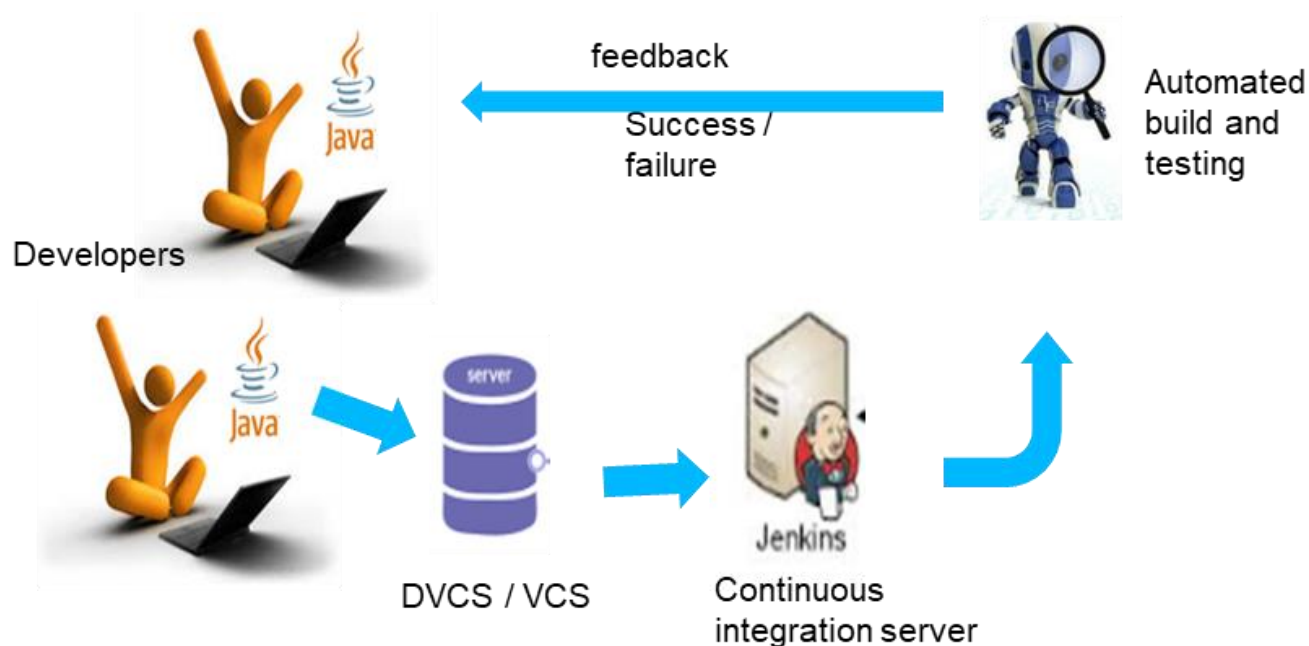 feedback
Java
Success /
failure
Automated
build and
testing
Developers
Java
server
DVCS / VCS
Jenkins
Continuous
integration server